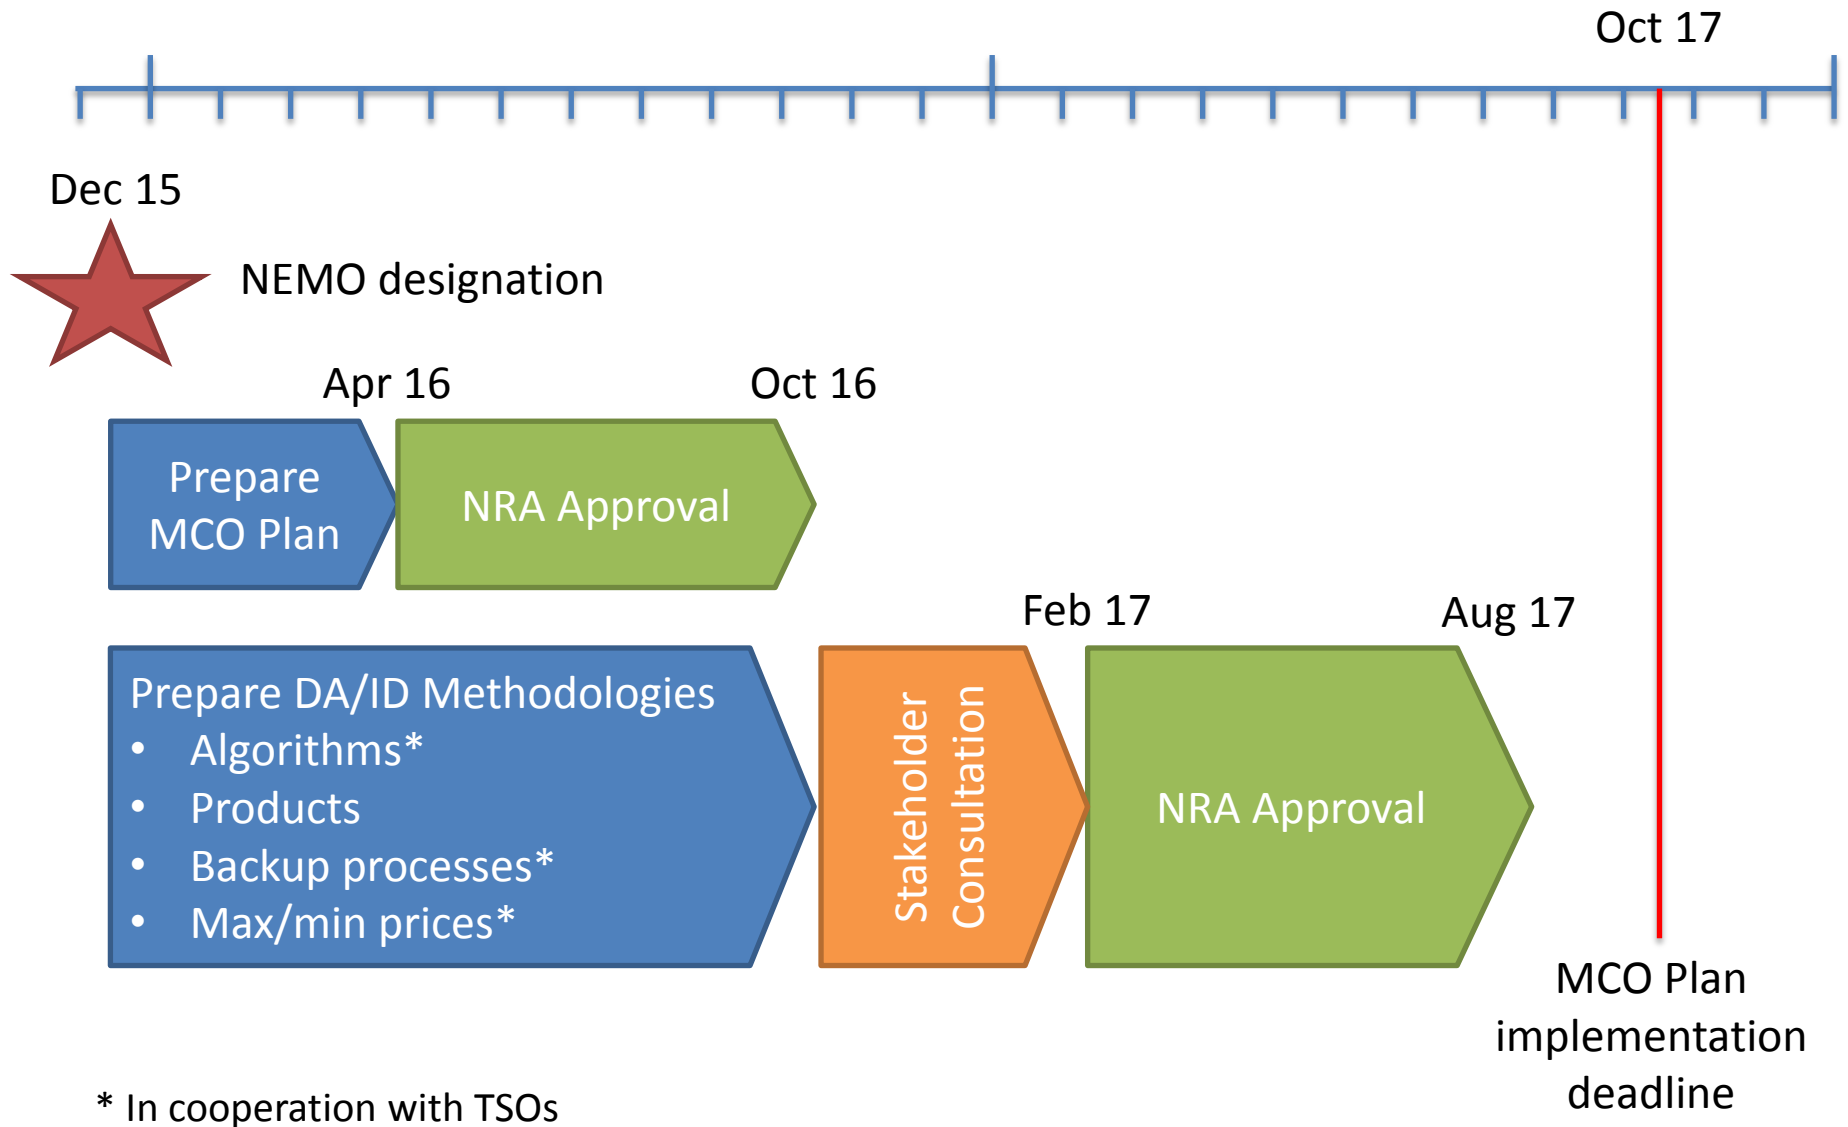 Oct 17
Dec 15
NEMO designation
Apr 16
Oct 16
Prepare
MCO Plan
NRA Approval
Feb 17
Aug 17
Prepare DA/ID Methodologies
• Algorithms*
• Products
• Backup processes*
• Max/min prices*
Stakeholder
Consultation
NRA Approval
MCO Plan
implementation
deadline
* In cooperation with TSOs